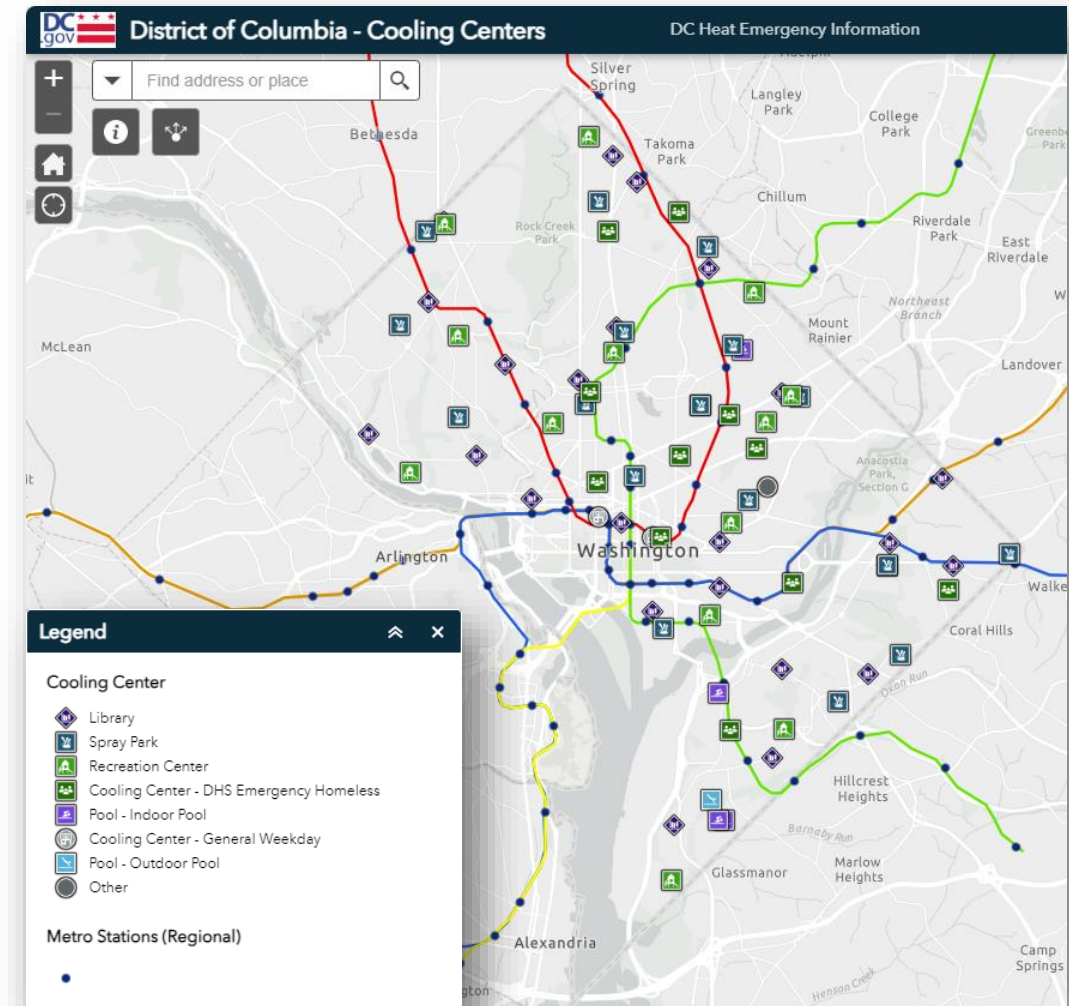 DC
.gov
District of Columbia - Cooling Centers
DC Heat Emergency Information
+
Find address or place
−
Silver
Spring
Langley
Park
College
Park
Bethesda
Takoma
Park
Chillum
Rock Creek
Park
Riverdale
Park
East
Riverdale
Northeast
Branch
Mount
Rainier
McLean
Landover
Anacostia
Park,
Section G
it
Arlington
Washington
Walke
Coral Hills
Oxon Run
Hillcrest
Heights
Barnaby Run
Marlow
Heights
Glassmanor
Alexandria
Camp
Springs
Henson Creek
gton
Legend
Cooling Center
Library
Spray Park
Recreation Center
Cooling Center - DHS Emergency Homeless
Pool - Indoor Pool
Cooling Center - General Weekday
Pool - Outdoor Pool
Other
Metro Stations (Regional)